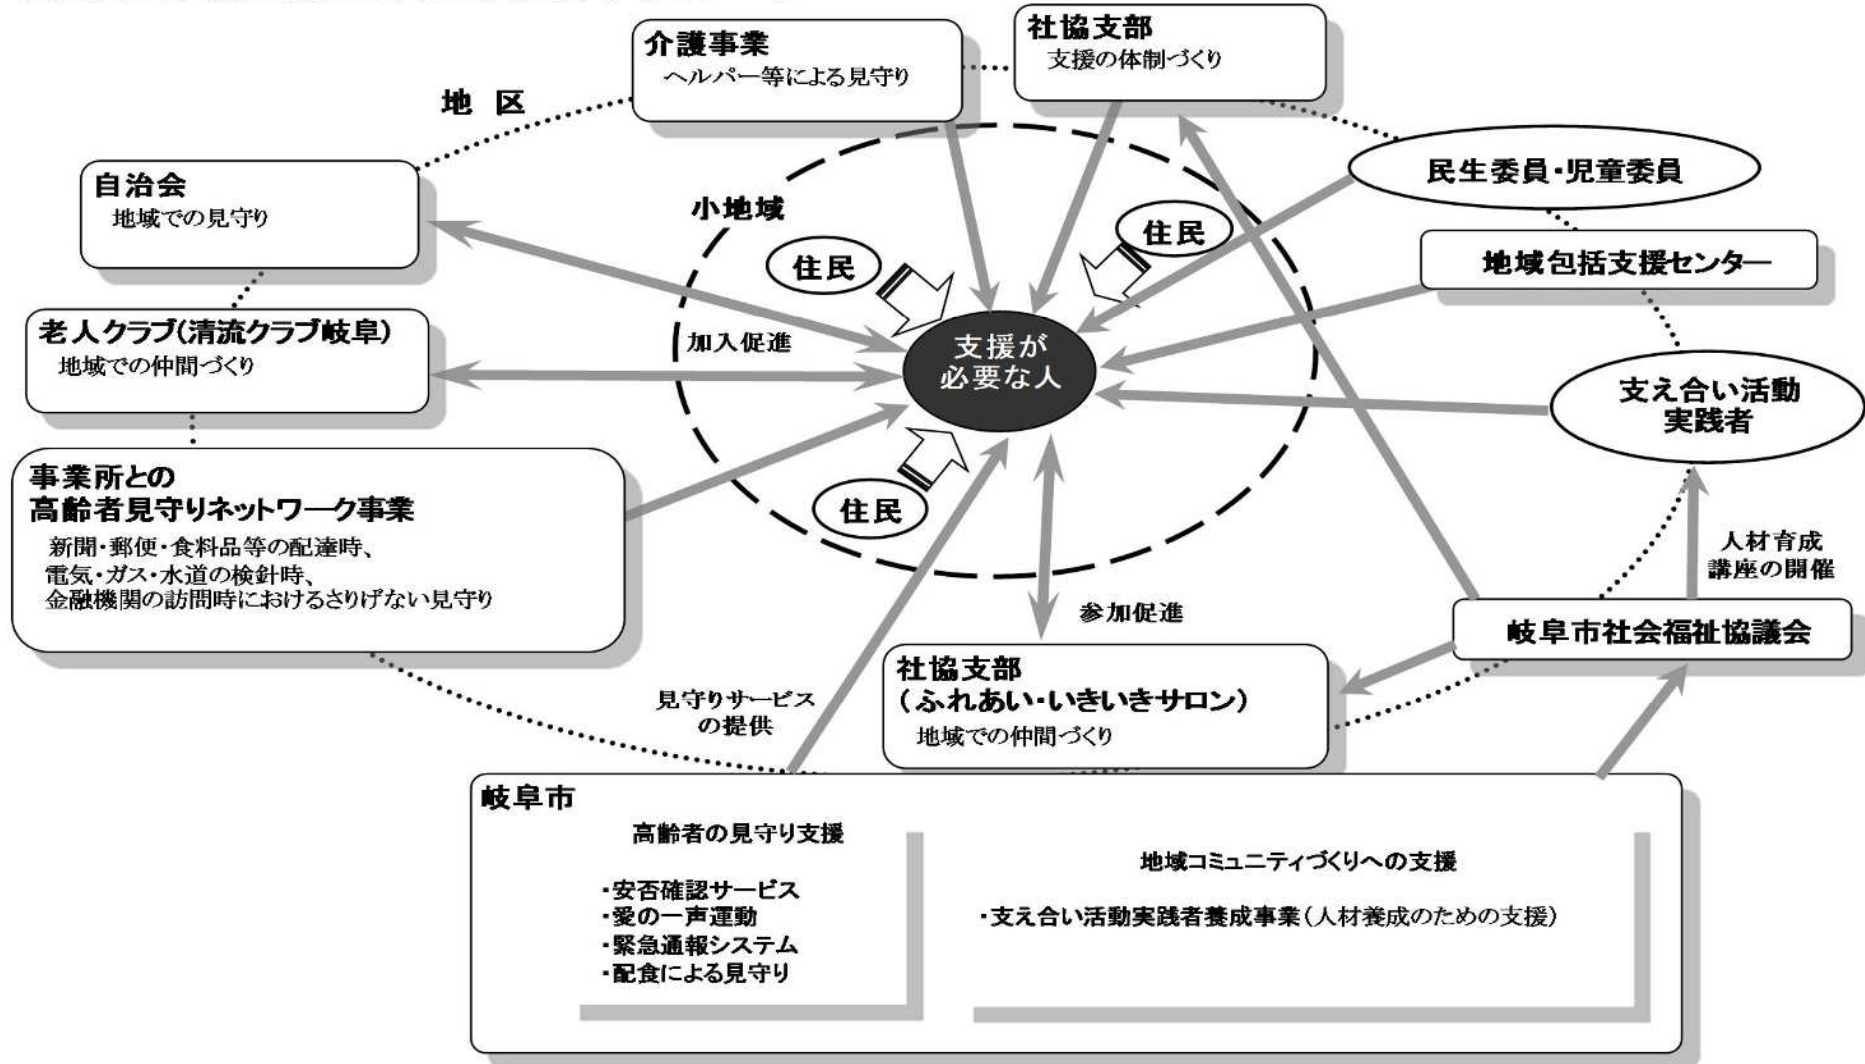 介護事業
ヘルパー等による見守り
社協支部
支援の体制づくり
地 区
民生委員・児童委員
自治会
地域での見守り
小地域
住民
住民
地域包括支援センター
老人クラブ(清流クラブ岐阜)
地域での仲間づくり
加入促進
支援が
必要な人
支え合い活動
実践者
事業所との
高齢者見守りネットワーク事業
新聞・郵便・食料品等の配達時、
電気・ガス・水道の検針時、
金融機関の訪問時におけるさりげない見守り
住民
人材育成
講座の開催
参加促進
岐阜市社会福祉協議会
社協支部
(ふれあい・いきいきサロン)
地域での仲間づくり
見守りサービス
の提供
岐阜市
高齢者の見守り支援
・安否確認サービス
・愛の一声運動
・緊急通報システム
・配食による見守り
地域コミュニティづくりへの支援
・支え合い活動実践者養成事業(人材養成のための支援)